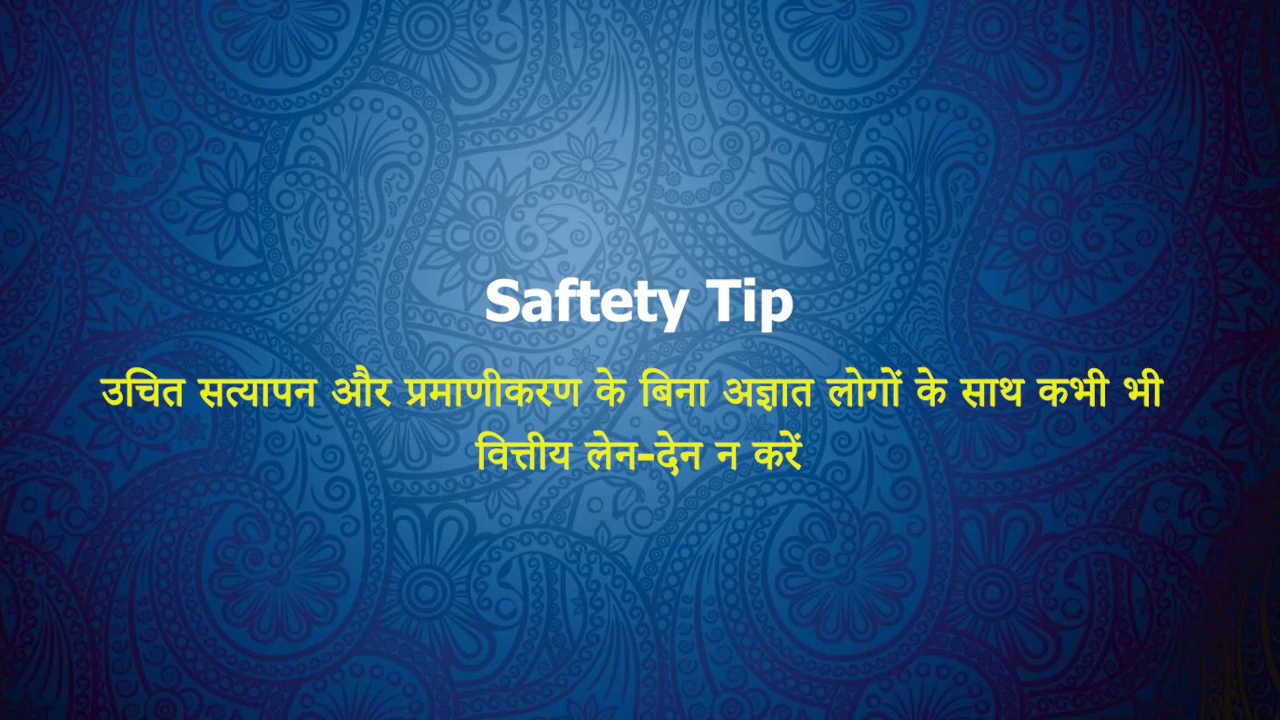 Saftety Tip
उचित सत्यापन और प्रमाणीकरण के बिना अज्ञात लोगों के साथ कभी भी
वित्तीय लेन-देन न करें